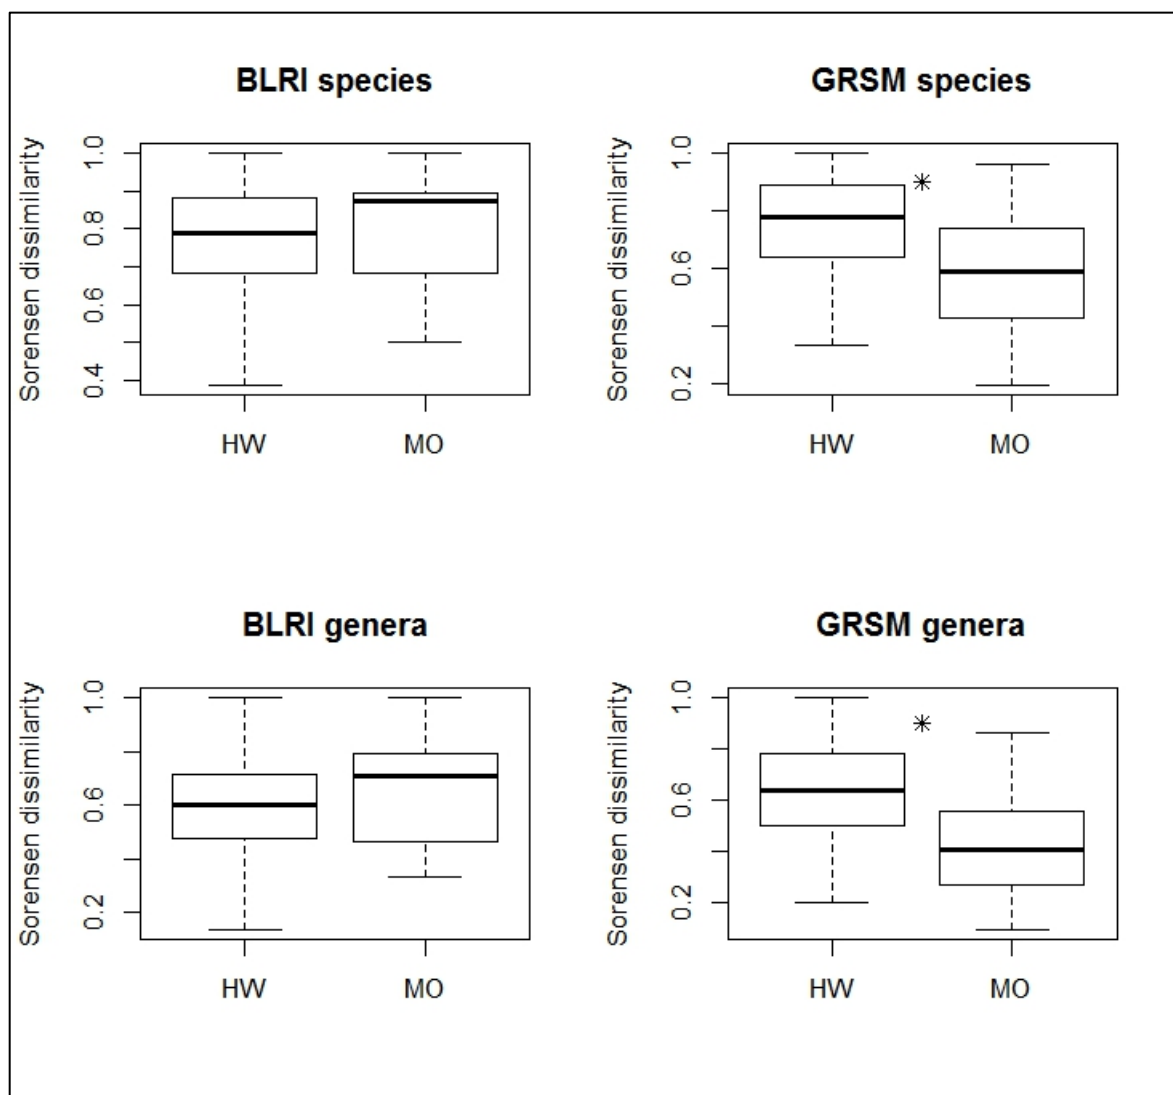 BLRI species
GRSM species
Sorensen dissimilarity
1.0
0.8
0.6
0.4
HW
MO
Sorensen dissimilarity
1.0
0.6
0.2
*
HW
MO
BLRI genera
GRSM genera
Sorensen dissimilarity
1.0
0.6
0.2
HW
MO
Sorensen dissimilarity
1.0
0.6
0.2
*
HW
MO